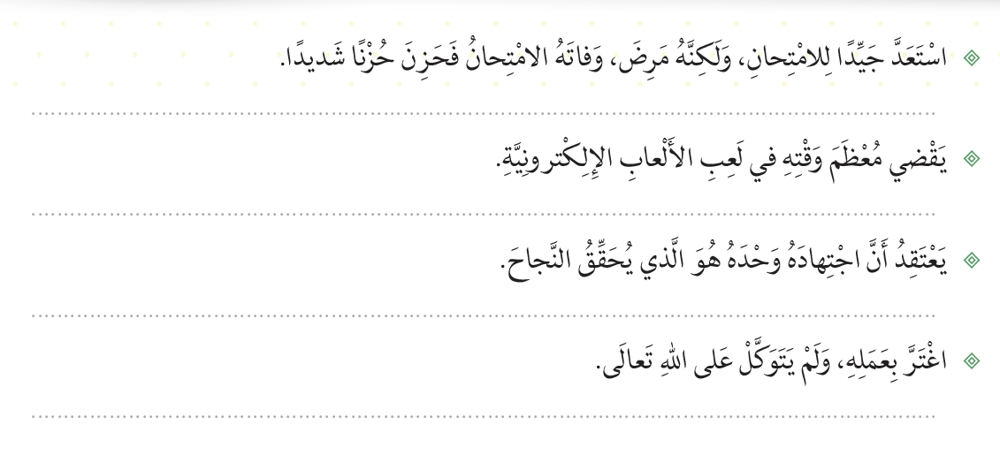 اسْتَعَدَّ جَيِّدًا لِلامْتِحانِ، وَلَكِنَّهُ مَرِضَ، وَفاتَهُ الامْتِحانُ فَحَزِنَ حُزْنًا شَديدًا.
يَقْضي مُعْظَمَ وَقْتِهِ في لَعِبِ الأَلْعابِ الإِلِكْترونِيَّةِ.
يَعْتَقِدُ أَنَّ اجْتِهادَهُ وَحْدَهُ هُوَ الَّذي يُحَقِّقُ النَّجاحَ.
اغْتَرَّ بِعَمَلِهِ، وَلَمْ يَتَوَكَّلْ عَلى اللهِ تَعالَى.